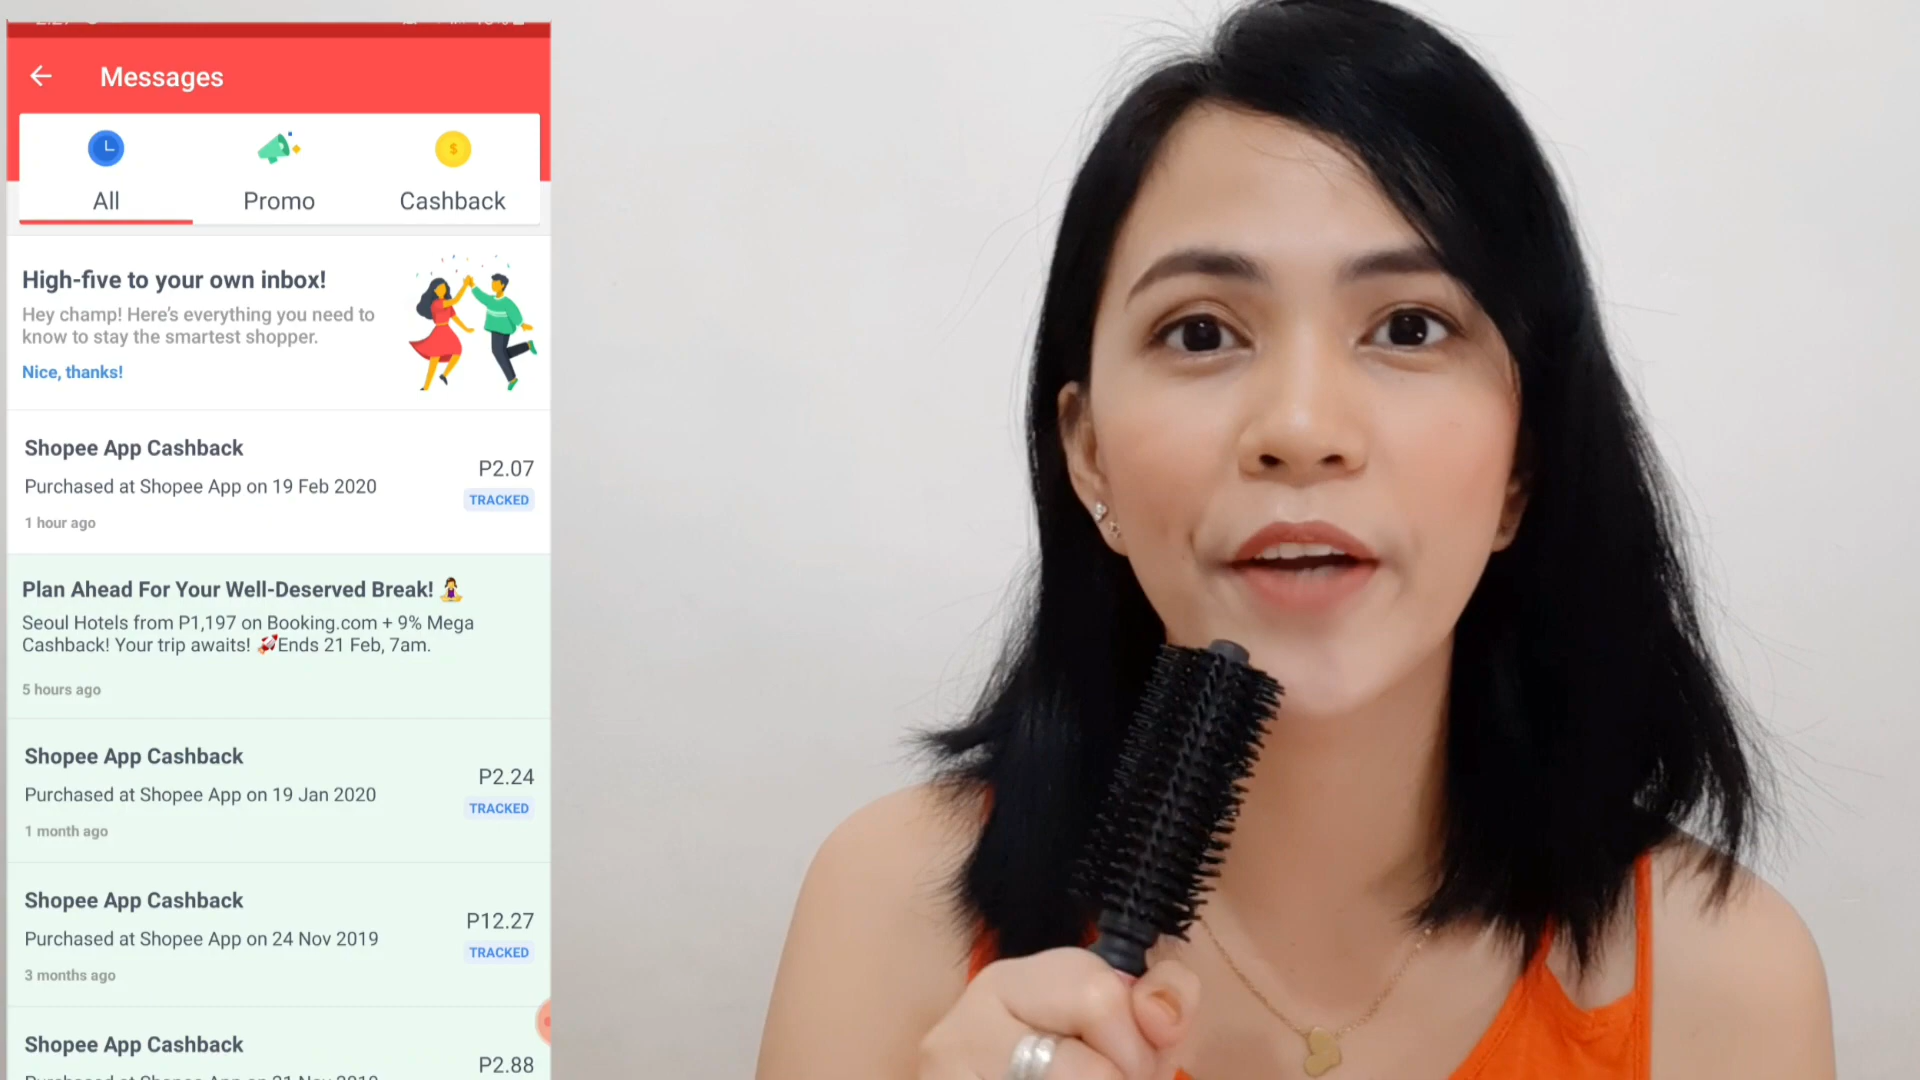 Messages
All
Promo
Cashback
High-five to your own inbox!
Hey champ! Here's everything you need to
know to stay the smartest shopper.
Nice, thanks!
Shopee App Cashback
P2.07
Purchased at Shopee App on 19 Feb 2020
TRACKED
1 hour ago
Plan Ahead For Your Well-Deserved Break! 🧘‍♀️
Seoul Hotels from P1,197 on Booking.com + 9% Mega
Cashback! Your trip awaits! 🚀Ends 21 Feb, 7am.
5 hours ago
Shopee App Cashback
P2.24
Purchased at Shopee App on 19 Jan 2020
TRACKED
1 month ago
Shopee App Cashback
P12.27
Purchased at Shopee App on 24 Nov 2019
TRACKED
3 months ago
Shopee App Cashback
P2.88